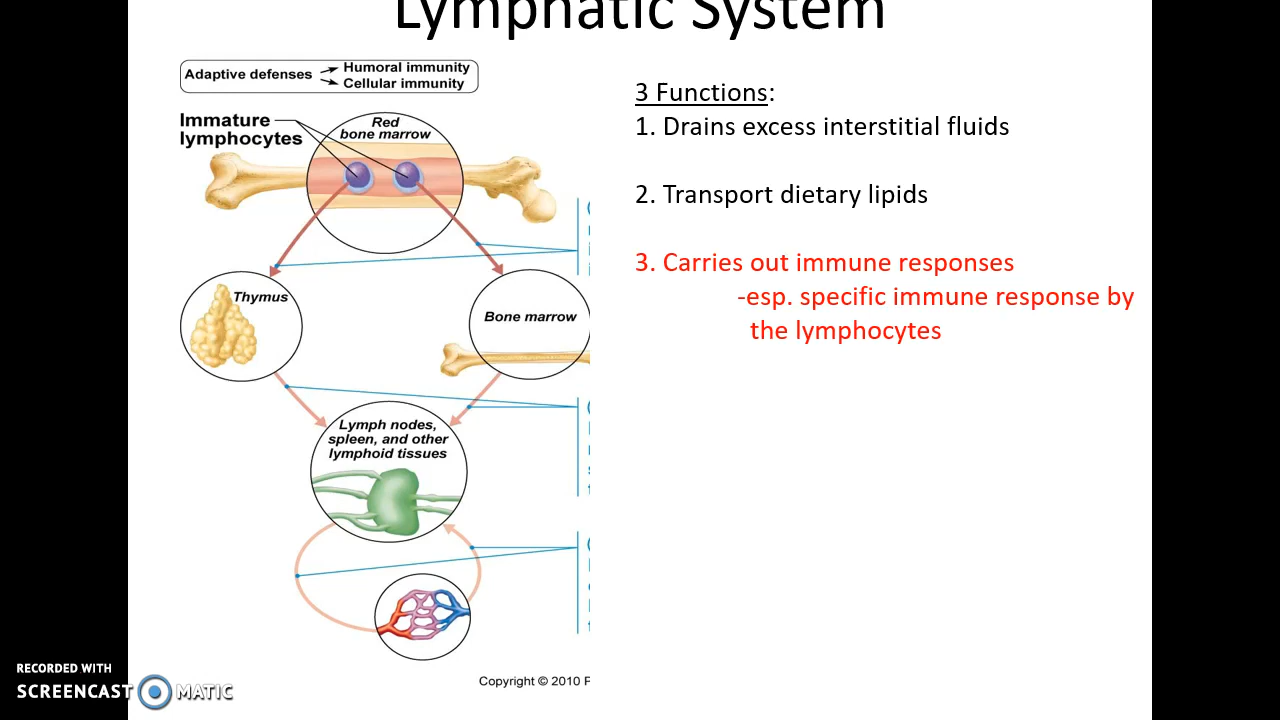 Lymphatic System
Adaptive defenses
Humoral immunity
Cellular immunity
Immature
lymphocytes
Red
bone marrow
Thymus
Bone marrow
Lymph nodes,
spleen, and other
lymphoid tissues
Copyright © 2010
3 Functions:
1. Drains excess interstitial fluids
2. Transport dietary lipids
3. Carries out immune responses
-esp. specific immune response by
the lymphocytes
RECORDED WITH
SCREENCAST MATIC